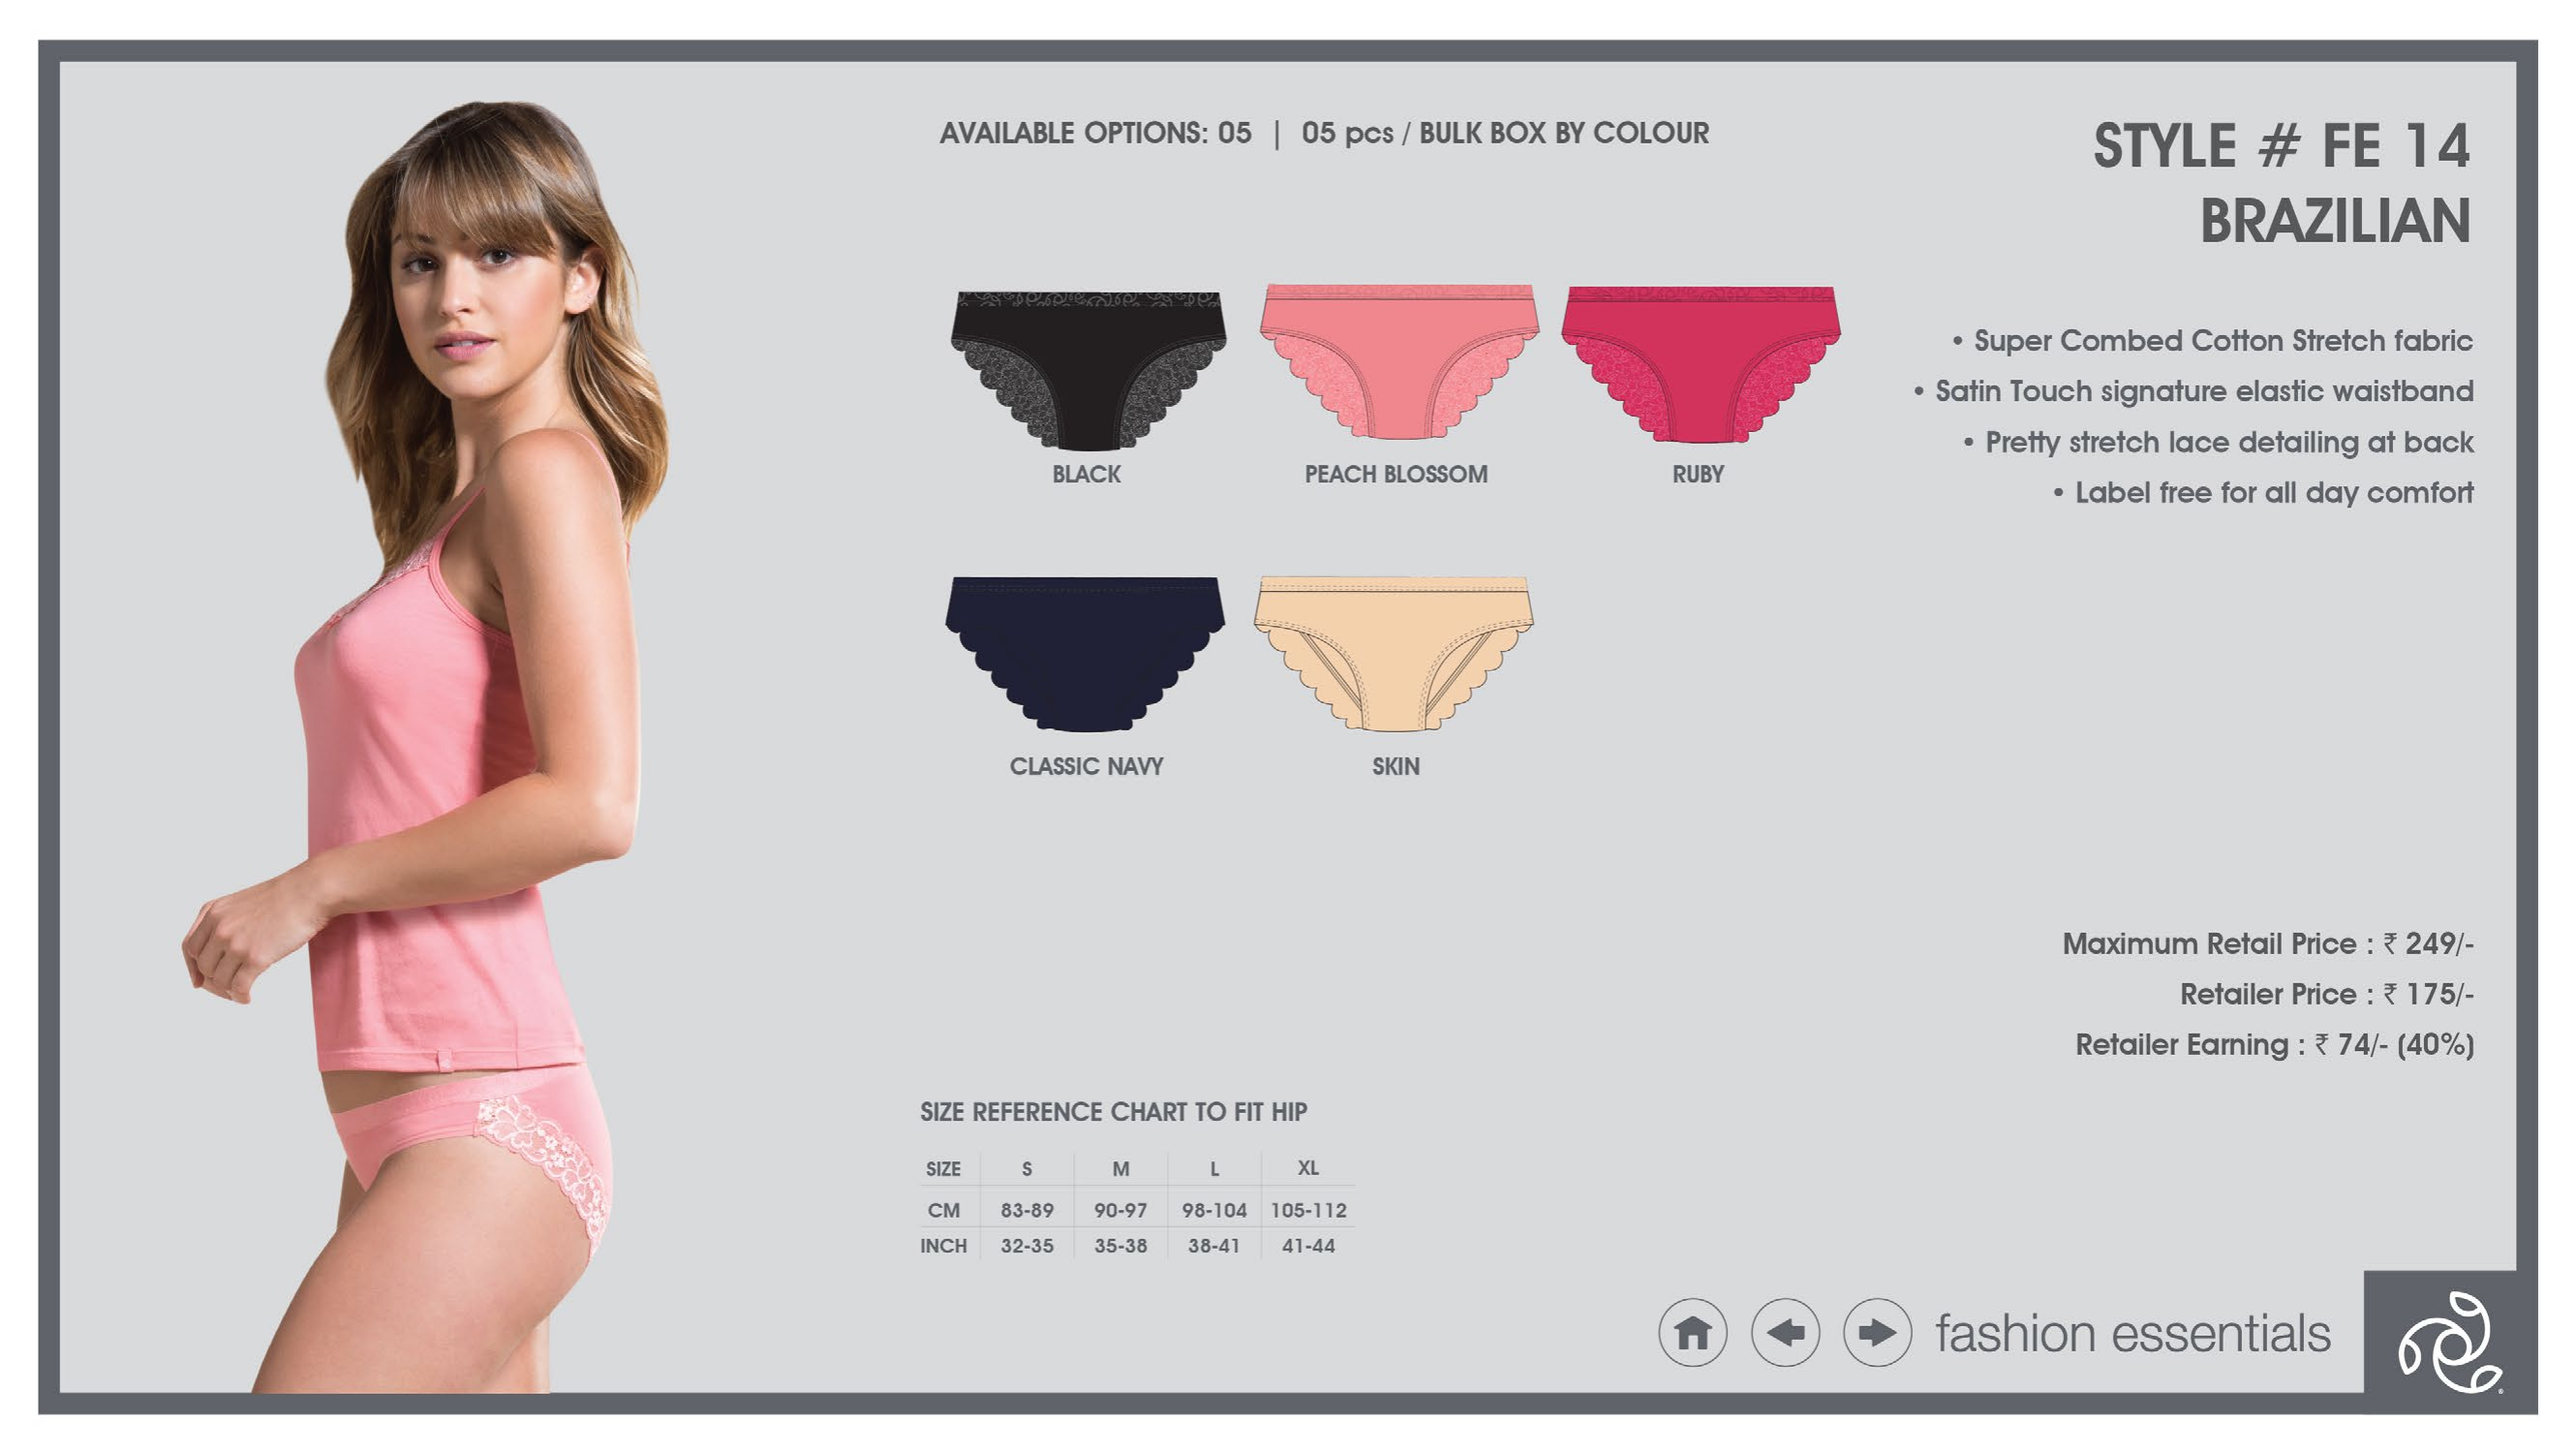 AVAILABLE OPTIONS: 05 | 05 pcs / BULK BOX BY COLOUR
STYLE # FE 14
BRAZILIAN
• Super Combed Cotton Stretch fabric
• Satin Touch signature elastic waistband
• Pretty stretch lace detailing at back
• Label free for all day comfort
BLACK PEACH BLOSSOM RUBY
CLASSIC NAVY SKIN
Maximum Retail Price : ₹ 249/-
Retailer Price : ₹ 175/-
Retailer Earning : ₹ 74/- (40%)
SIZE REFERENCE CHART TO FIT HIP
SIZE S M L XL
CM 83-89 90-97 98-104 105-112
INCH 32-35 35-38 38-41 41-44
fashion essentials